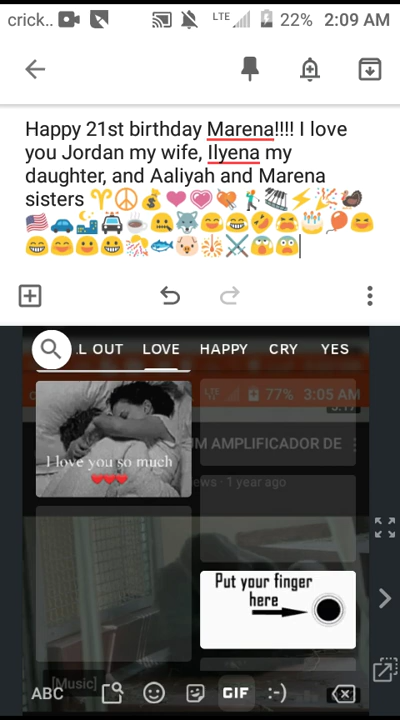 crick..
LTE 22% 2:09 AM
Happy 21st birthday Marena!!!! I love
you Jordan my wife, Ilyena my
daughter, and Aaliyah and Marena
sisters ♈☮💰❤💗💘🏌🎹⚡🎉🦃
🇺🇸🚗🌃🚔☕🤐🐺😊😂🤣😫🎂🎈😆
😄😊😃😀🎊🐟🐷🎇⚔😱😨
L OUT LOVE HAPPY CRY YES
77% 3:05 AM
M AMPLIFICADOR DE
I love you so much
❤❤❤
ews · 1 year ago
Put your finger
here
[Music]
ABC GIF :-)